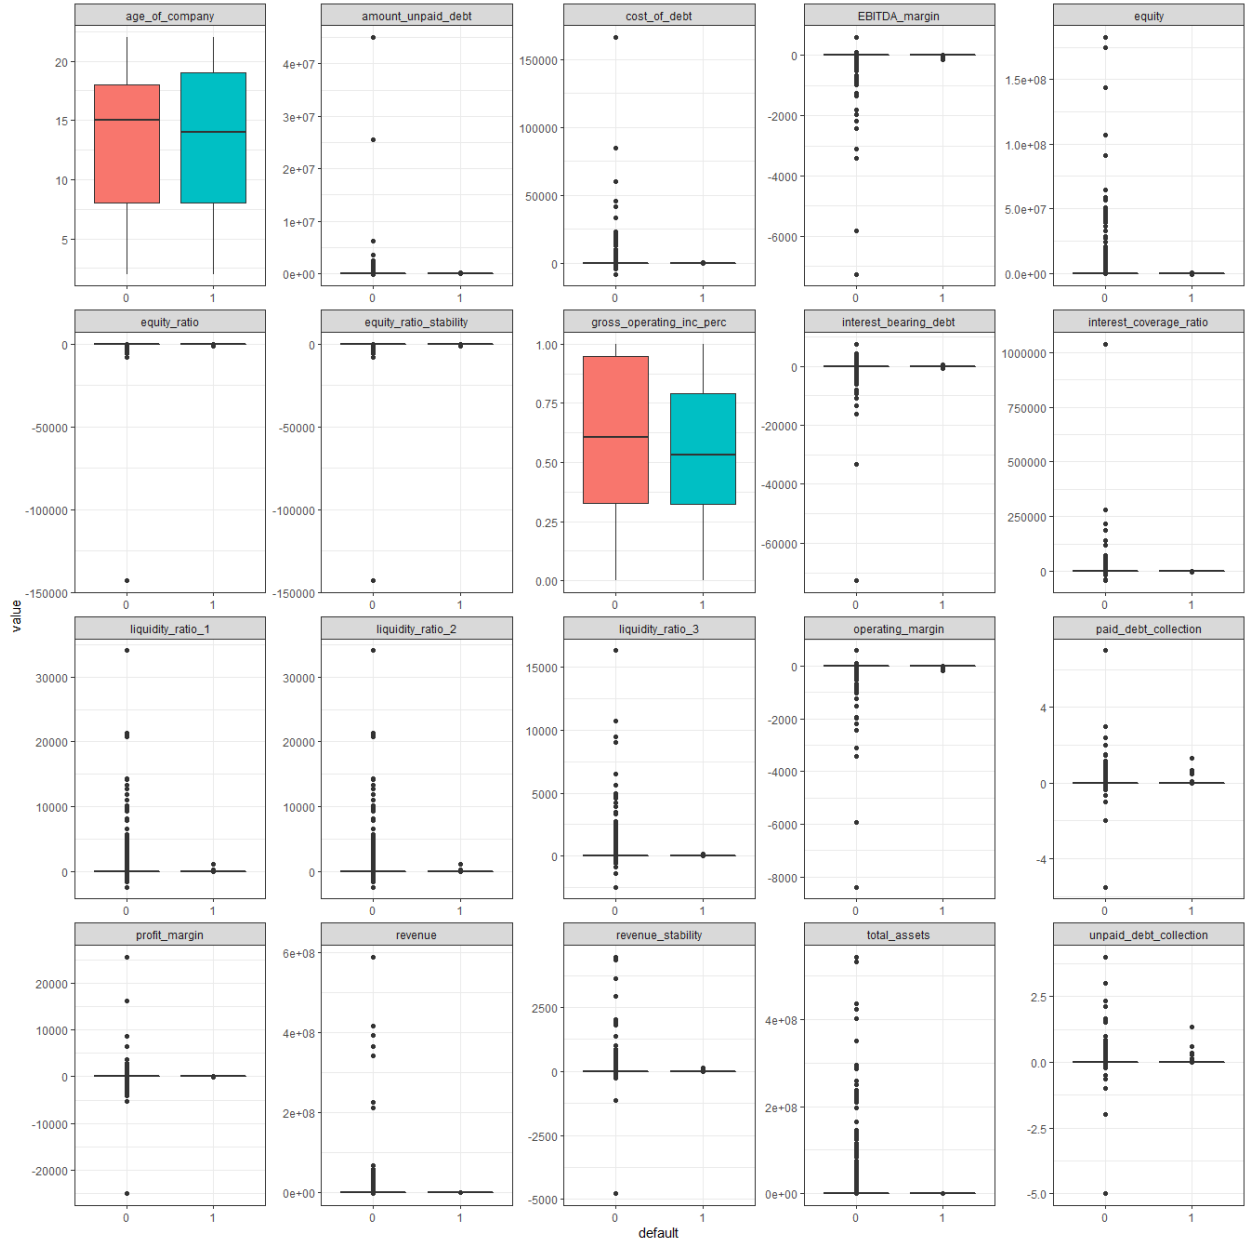 age_of_company
amount_unpaid_debt
cost_of_debt
EBITDA_margin
equity
20
15
10
5
0 1
4e+07
3e+07
2e+07
1e+07
0e+00
0 1
150000
100000
50000
0
0 1
0
-2000
-4000
-6000
0 1
1.5e+08
1.0e+08
5.0e+07
0.0e+00
0 1
equity_ratio
equity_ratio_stability
gross_operating_inc_perc
interest_bearing_debt
interest_coverage_ratio
0
-50000
-100000
-150000
0 1
0
-50000
-100000
-150000
0 1
1.00
0.75
0.50
0.25
0.00
0 1
0
-20000
-40000
-60000
0 1
1000000
750000
500000
250000
0
0 1
value
liquidity_ratio_1
liquidity_ratio_2
liquidity_ratio_3
operating_margin
paid_debt_collection
30000
20000
10000
0
0 1
30000
20000
10000
0
0 1
15000
10000
5000
0
0 1
0
-2000
-4000
-6000
-8000
0 1
4
0
-4
0 1
profit_margin
revenue
revenue_stability
total_assets
unpaid_debt_collection
20000
10000
0
-10000
-20000
0 1
6e+08
4e+08
2e+08
0e+00
0 1
2500
0
-2500
-5000
0 1
4e+08
2e+08
0e+00
0 1
2.5
0.0
-2.5
-5.0
0 1
default